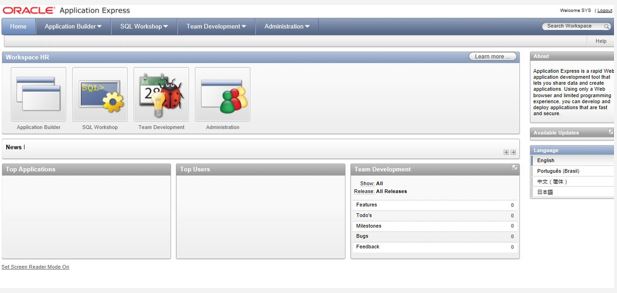 ORACLE Application Express
Welcome SYS | Logout
Home Application Builder SQL Workshop Team Development Administration Search Workspace
Help
Workspace HR Learn more ...
SQL>
Application Builder SQL Workshop Team Development Administration
About
Application Express is a rapid Web
application development tool that
lets you share data and create
applications. Using only a Web
browser and limited programming
experience, you can develop and
deploy applications that are fast
and secure.
Available Updates
News
Language
English
Português (Brasil)
中文（简体）
日本語
Top Applications
Top Users
Team Development
Show: All
Release: All Releases
Features 0
Todo's 0
Milestones 0
Bugs 0
Feedback 0
Set Screen Reader Mode On